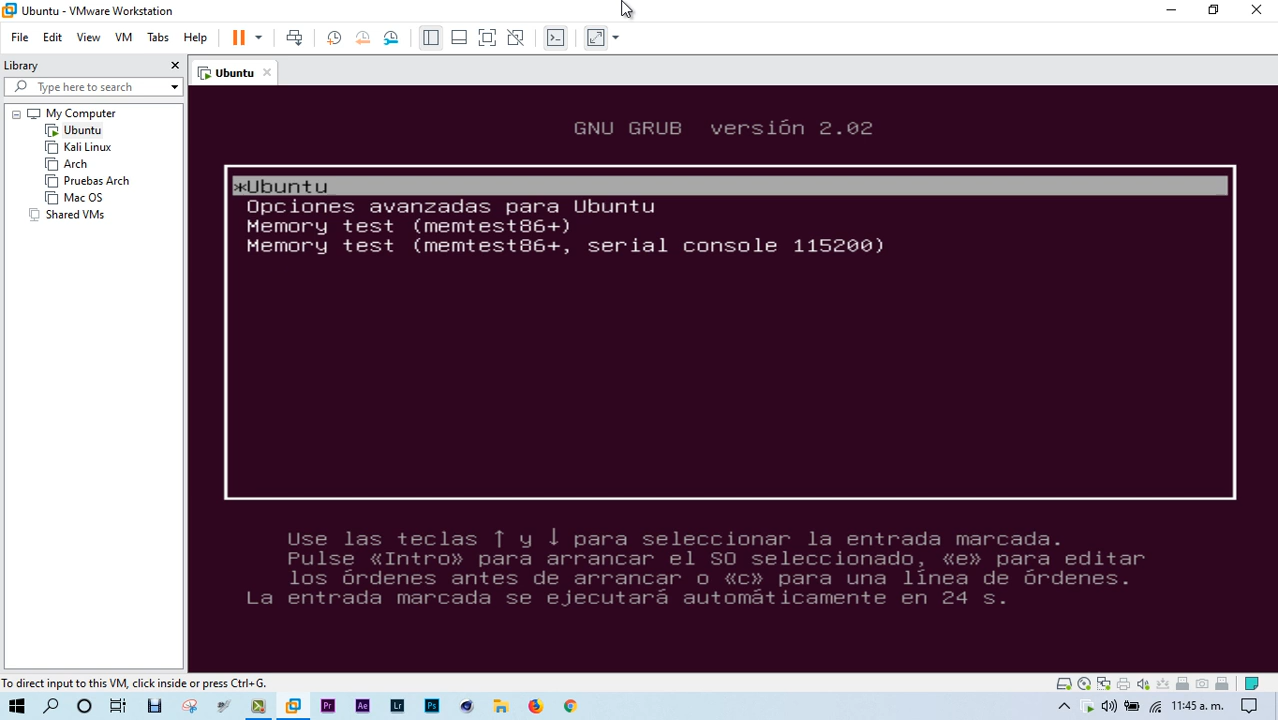 Ubuntu - VMware Workstation
File Edit View VM Tabs Help
Library
Ubuntu
Type here to search
My Computer
Ubuntu
Kali Linux
Arch
Pruebas Arch
Mac OS
Shared VMs
GNU GRUB versión 2.02
*Ubuntu
Opciones avanzadas para Ubuntu
Memory test (memtest86+)
Memory test (memtest86+, serial console 115200)
Use las teclas ↑ y ↓ para seleccionar la entrada marcada.
Pulse «Intro» para arrancar el SO seleccionado, «e» para editar
los órdenes antes de arrancar o «c» para una línea de órdenes.
La entrada marcada se ejecutará automáticamente en 24 s.
To direct input to this VM, click inside or press Ctrl+G.
Pr Ae Lr Ps
11:45 a. m.